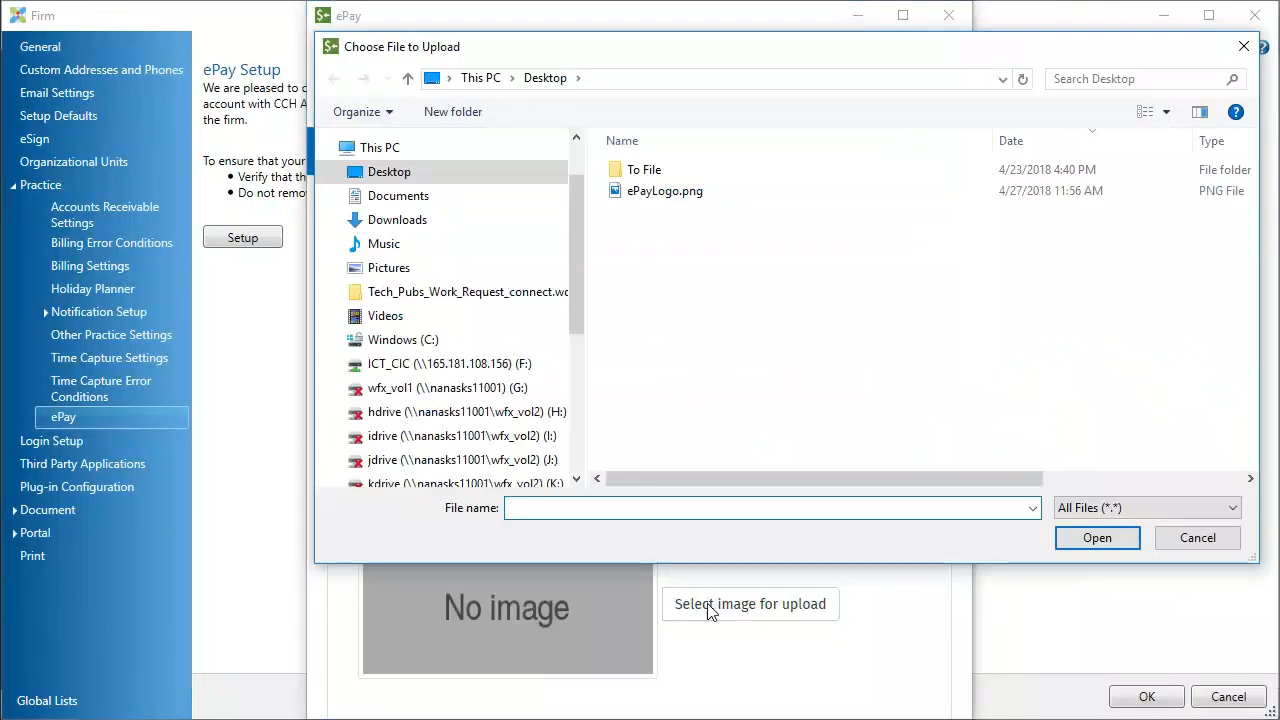 Firm
General
Custom Addresses and Phones
Email Settings
Setup Defaults
eSign
Organizational Units
Practice
Accounts Receivable
Settings
Billing Error Conditions
Billing Settings
Holiday Planner
Notification Setup
Other Practice Settings
Time Capture Settings
Time Capture Error
Conditions
ePay
Login Setup
Third Party Applications
Plug-in Configuration
Document
Portal
Print
Global Lists
ePay Setup
We are pleased to
account with CCH A
the firm.
To ensure that your
• Verify that th
• Do not remo
Setup
ePay
Choose File to Upload
This PC
Desktop
Search Desktop
Organize
New folder
This PC
Desktop
Documents
Downloads
Music
Pictures
Tech_Pubs_Work_Request_connect.wc
Videos
Windows (C:)
ICT_CIC (\\165.181.108.156) (F:)
wfx_vol1 (\\nanasks11001) (G:)
hdrive (\\nanasks11001\wfx_vol2) (H:)
idrive (\\nanasks11001\wfx_vol2) (I:)
jdrive (\\nanasks11001\wfx_vol2) (J:)
kdrive (\\nanasks11001\wfx_vol2) (K:)
Name Date Type
To File 4/23/2018 4:40 PM File folder
ePayLogo.png 4/27/2018 11:56 AM PNG File
File name:
All Files (*.*)
Open Cancel
No image
Select image for upload
OK Cancel